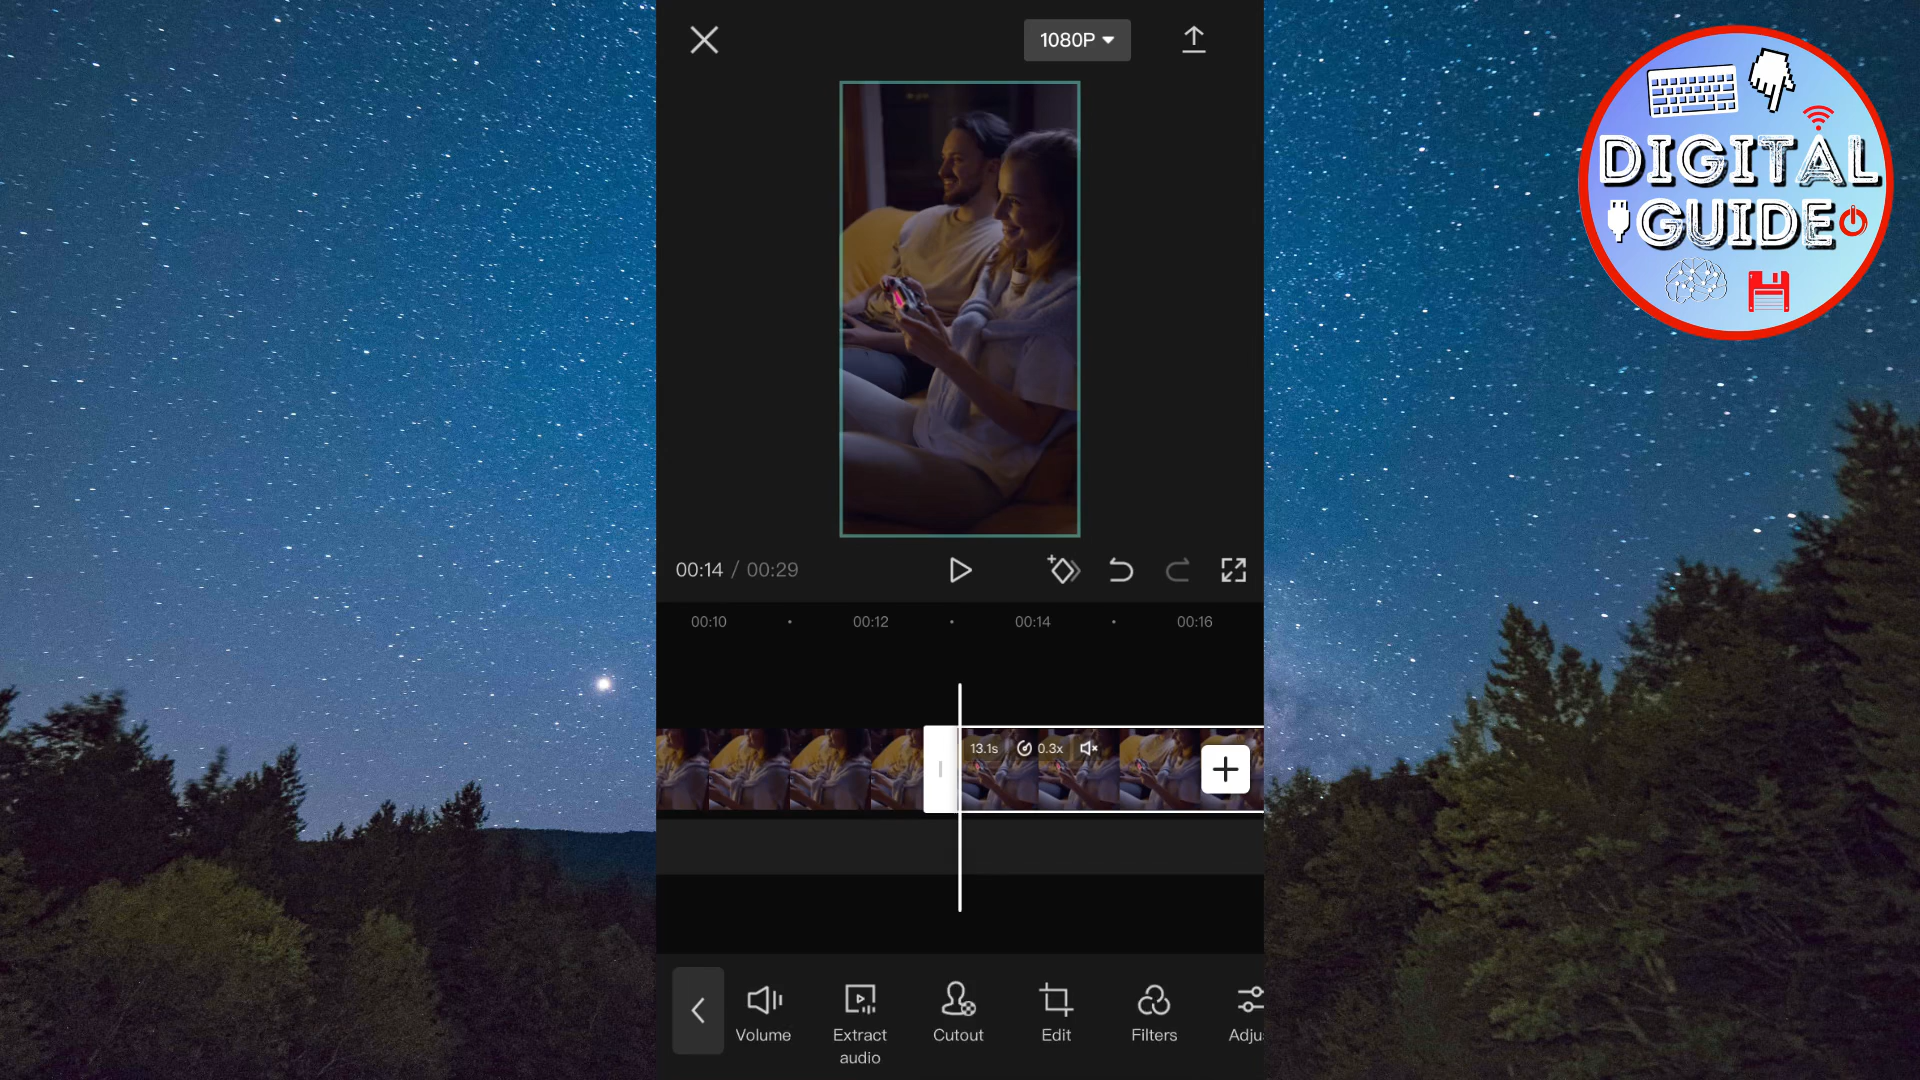 1080P
DIGITAL
GUIDE
00:14 / 00:29
00:10 00:12 00:14 00:16
13.1s 0.3x
Volume
Extract
audio
Cutout
Edit
Filters
Adju